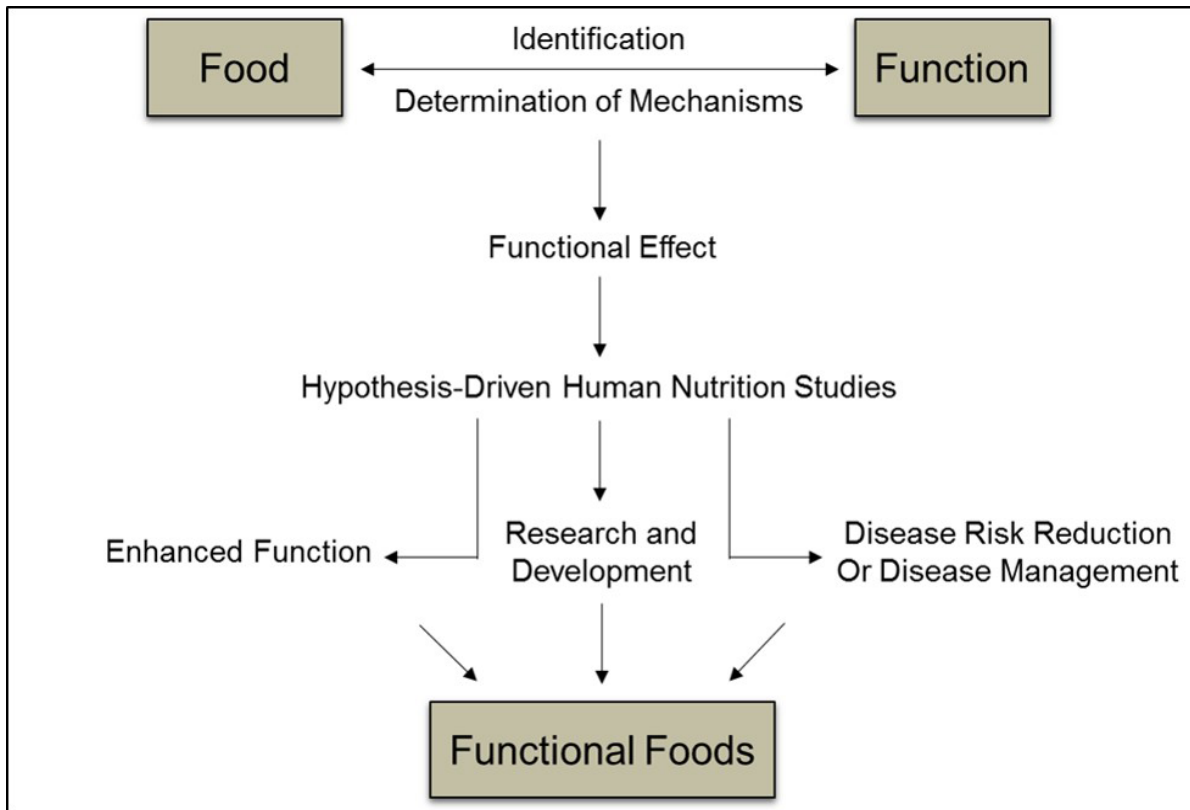 Identification
Food
Function
Determination of Mechanisms
Functional Effect
Hypothesis-Driven Human Nutrition Studies
Enhanced Function
Research and
Development
Disease Risk Reduction
Or Disease Management
Functional Foods